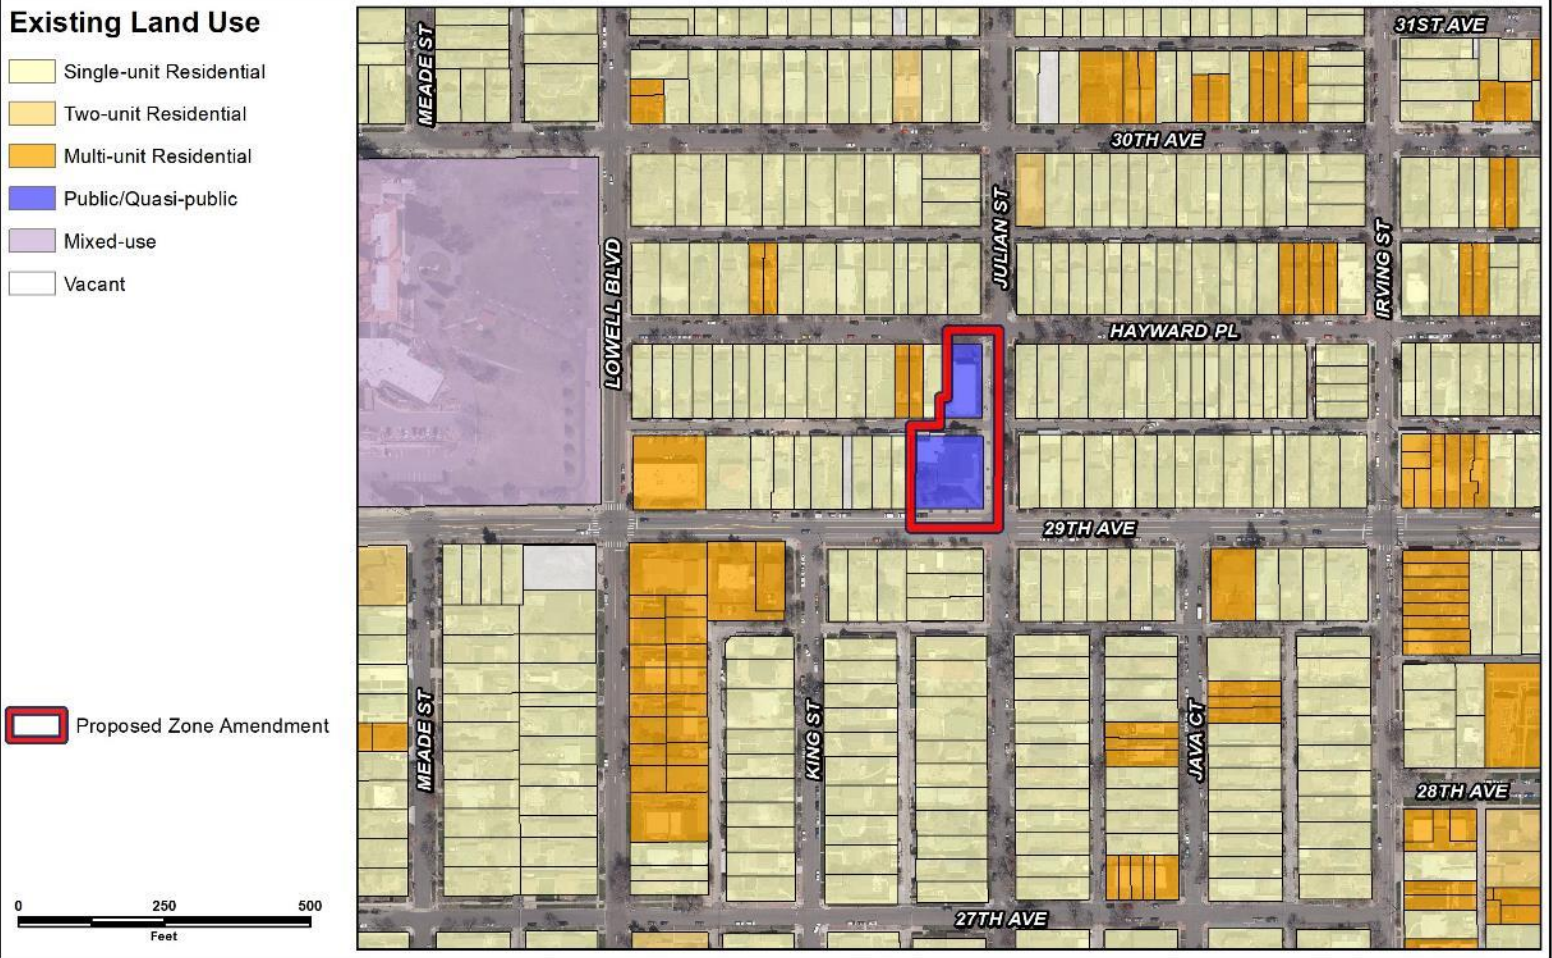 Existing Land Use
Single-unit Residential
Two-unit Residential
Multi-unit Residential
Public/Quasi-public
Mixed-use
Vacant
Proposed Zone Amendment
0 250 500
Feet
31ST AVE
MEADE ST
30TH AVE
JULIAN ST
IRVING ST
LOWELL BLVD
HAYWARD PL
29TH AVE
MEADE ST
KING ST
JAVA CT
28TH AVE
27TH AVE